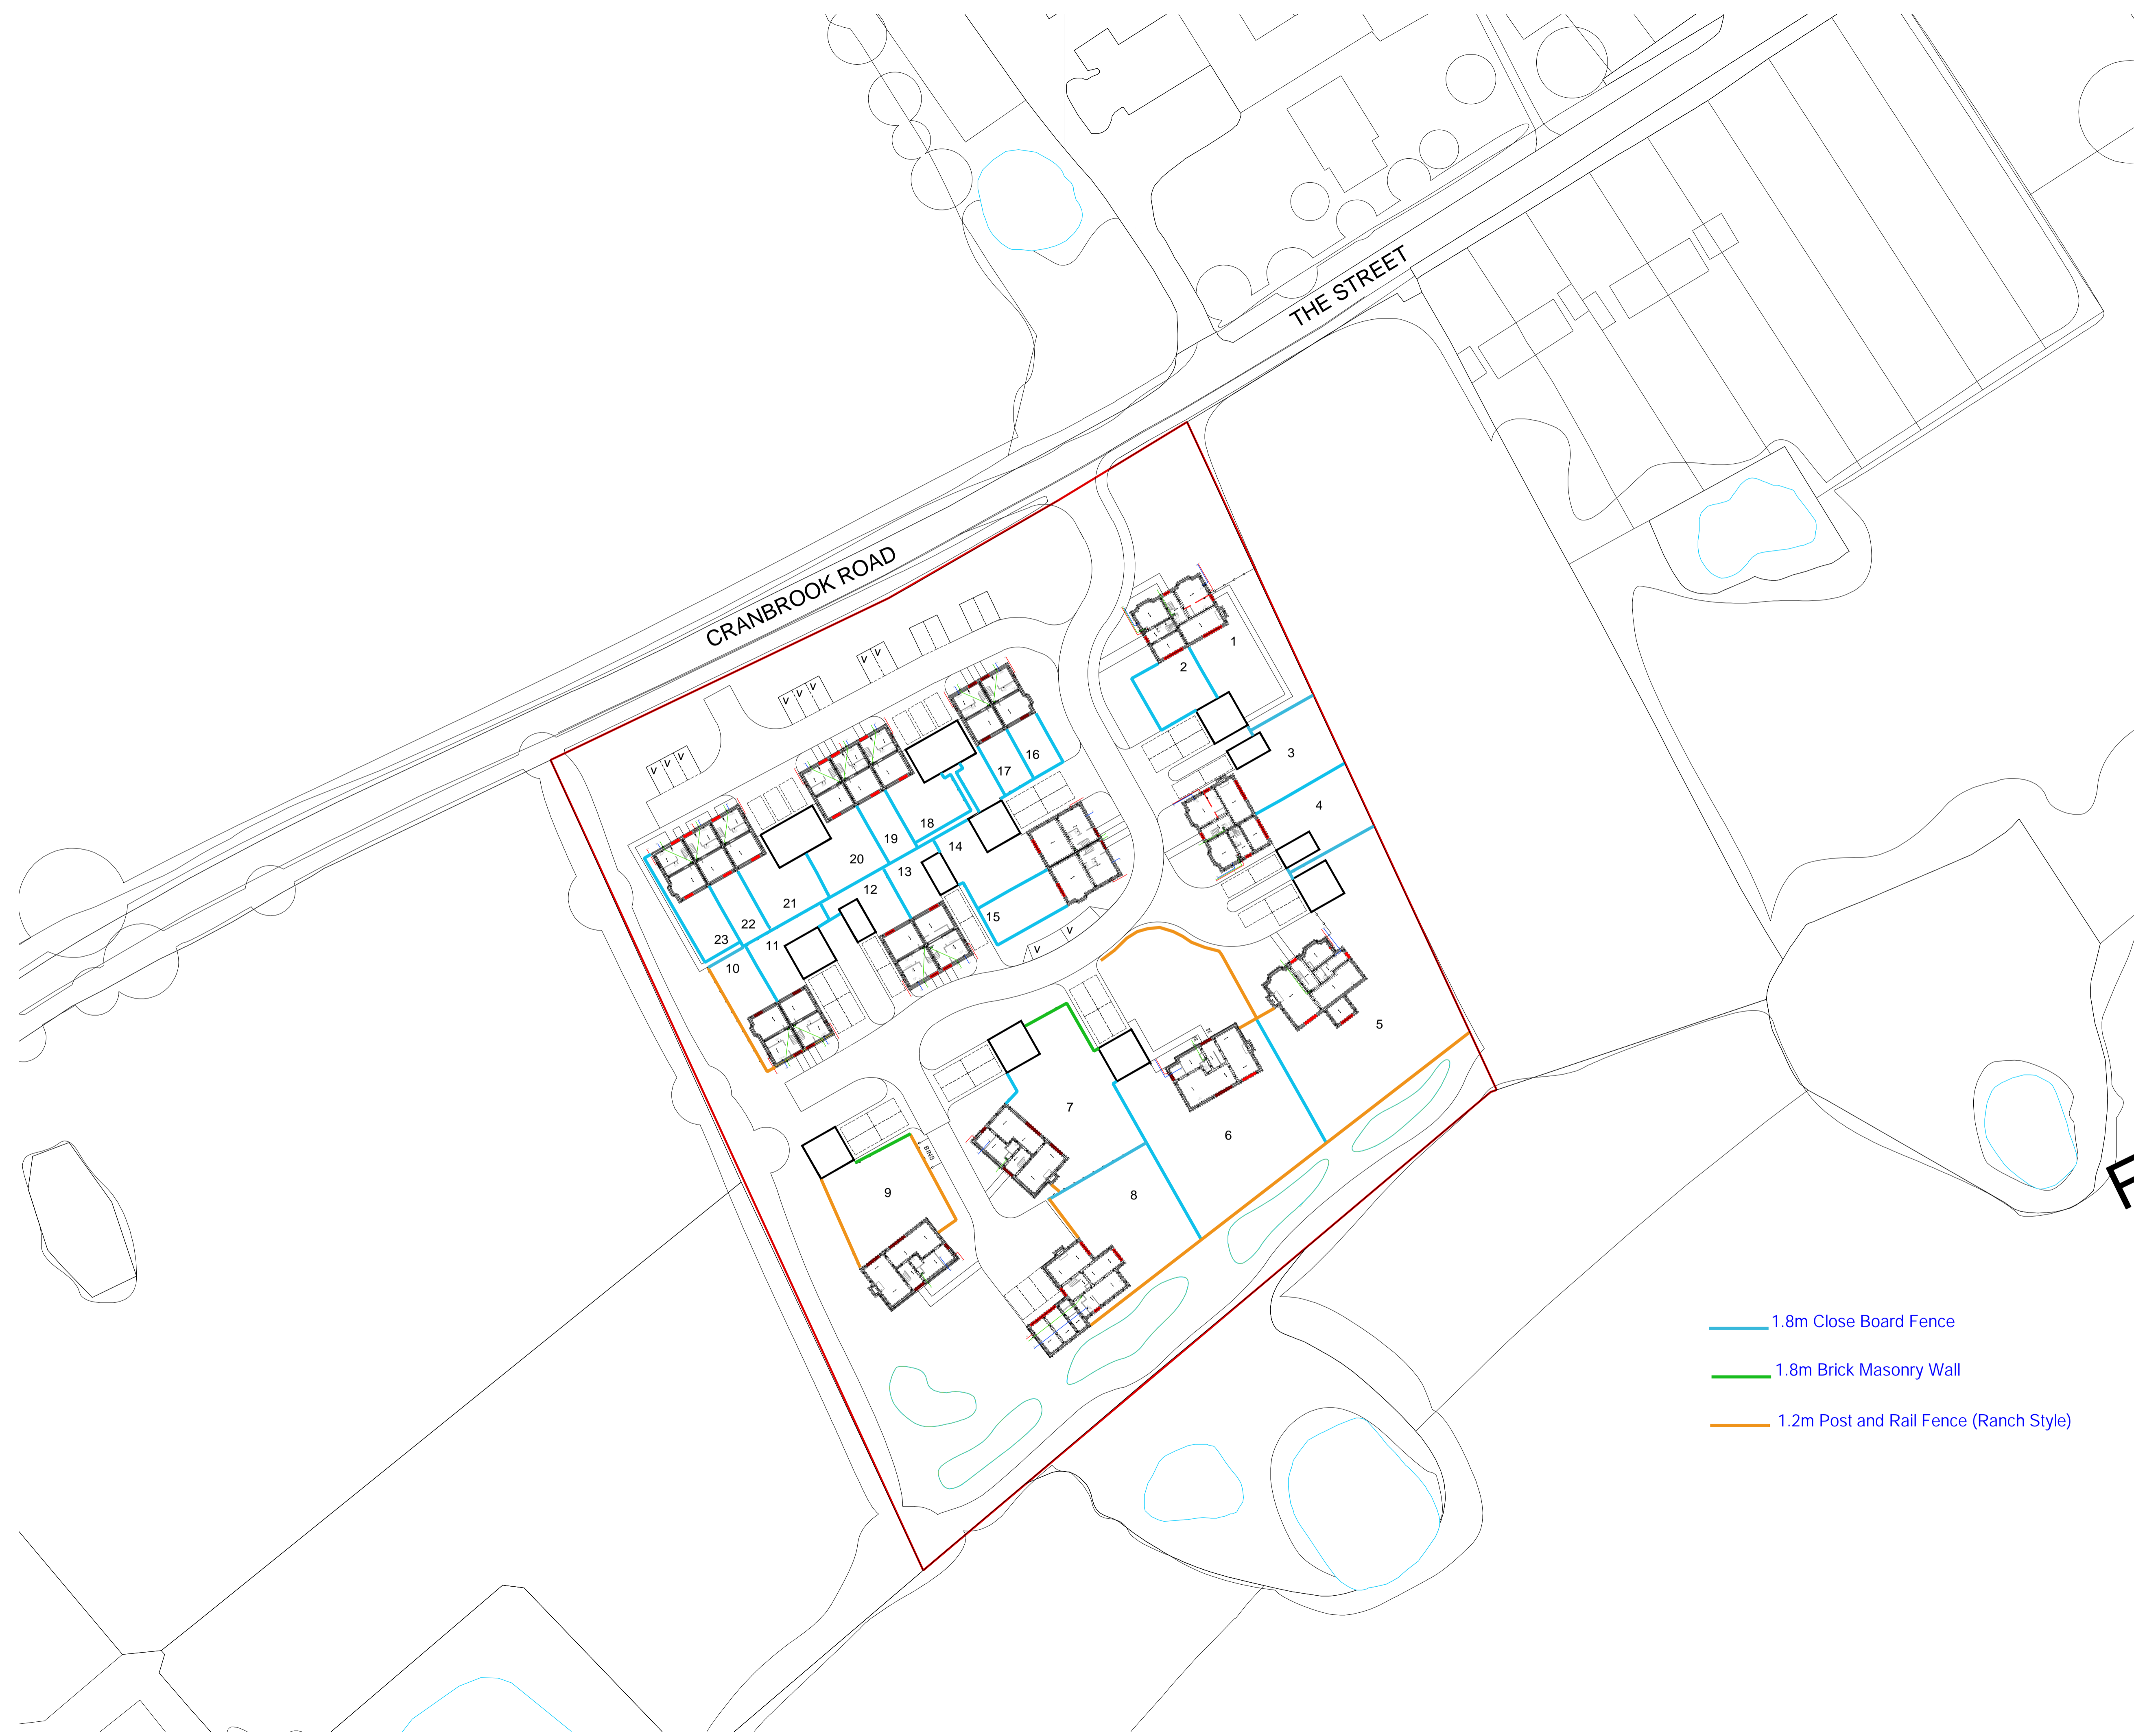 THE STREET
CRANBROOK ROAD
1
2
3
4
V V
V V V
V V V
16
17
18
19
20
21
22
23
14
13
12
11
10
15
V V
5
6
7
8
9
BINS
1.8m Close Board Fence
1.8m Brick Masonry Wall
1.2m Post and Rail Fence (Ranch Style)